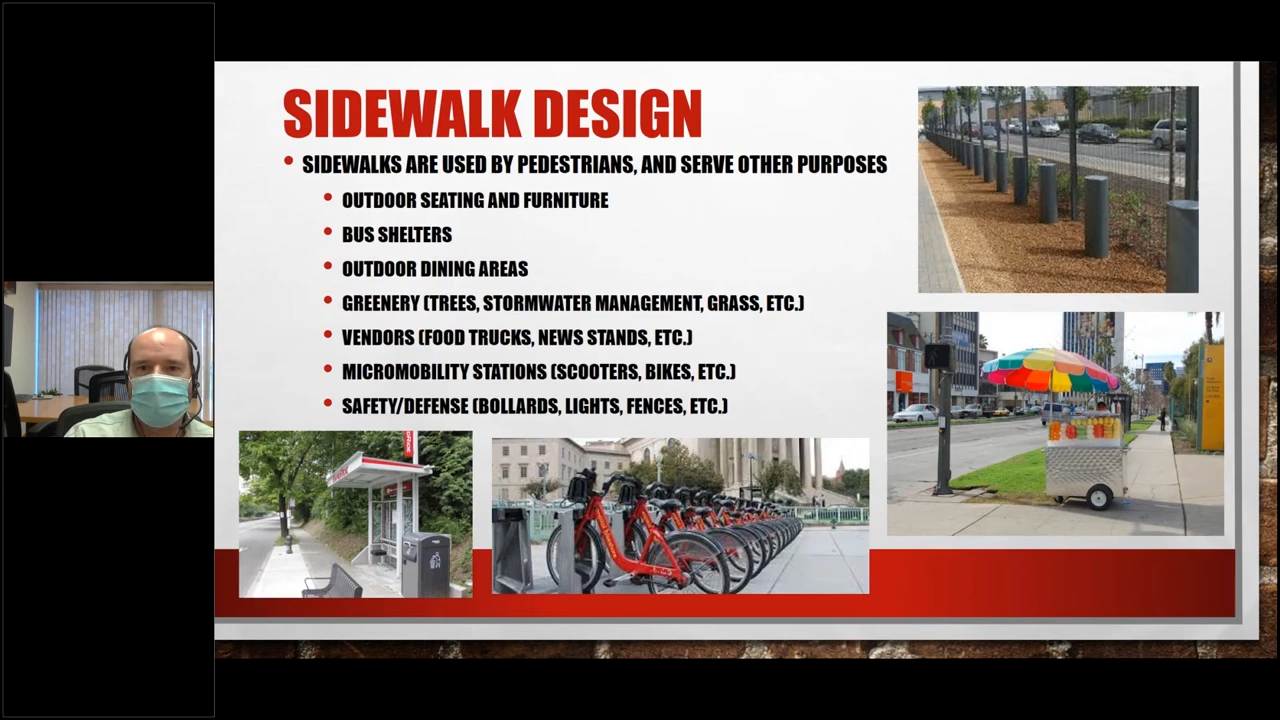 SIDEWALK DESIGN
SIDEWALKS ARE USED BY PEDESTRIANS, AND SERVE OTHER PURPOSES
OUTDOOR SEATING AND FURNITURE
BUS SHELTERS
OUTDOOR DINING AREAS
GREENERY (TREES, STORMWATER MANAGEMENT, GRASS, ETC.)
VENDORS (FOOD TRUCKS, NEWS STANDS, ETC.)
MICROMOBILITY STATIONS (SCOOTERS, BIKES, ETC.)
SAFETY/DEFENSE (BOLLARDS, LIGHTS, FENCES, ETC.)